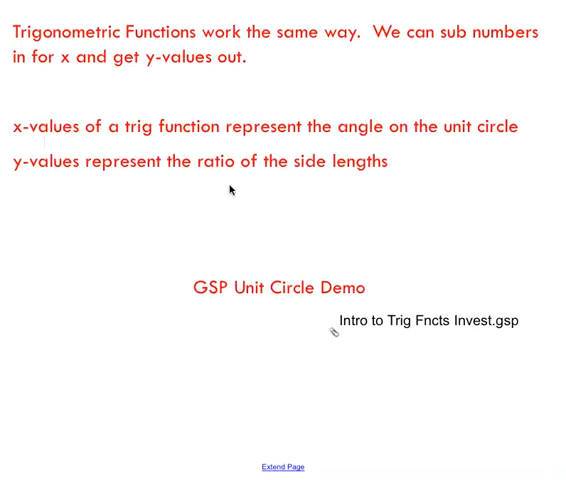 Trigonometric Functions work the same way. We can sub numbers
in for x and get y-values out.
x-values of a trig function represent the angle on the unit circle
y-values represent the ratio of the side lengths
GSP Unit Circle Demo
Intro to Trig Fncts Invest.gsp
Extend Page